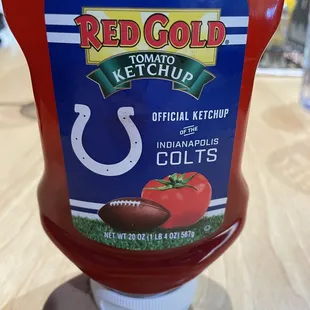 RED GOLD®
TOMATO
KETCHUP
OFFICIAL KETCHUP
OF THE
INDIANAPOLIS
COLTS
NET WT 20 OZ (1 LB 4 OZ) 567g